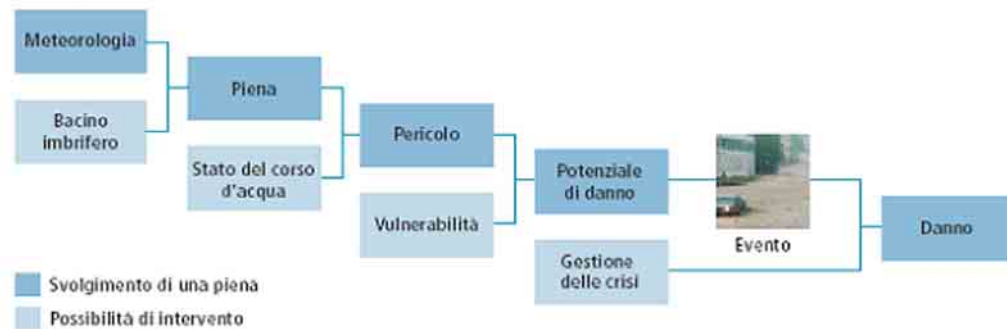 Meteorologia
Bacino
imbrifero
Piena
Stato del corso
d'acqua
Pericolo
Vulnerabilità
Potenziale
di danno
Gestione
delle crisi
Evento
Danno
Svolgimento di una piena
Possibilità di intervento